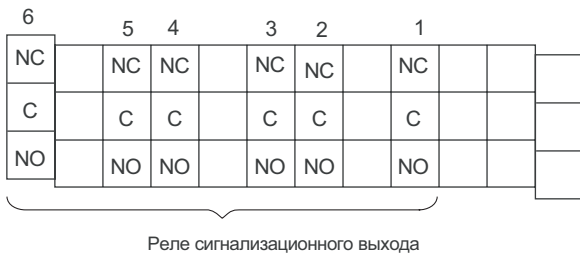 6 5 4 3 2 1
NC NC NC NC NC NC
C C C C C C
NO NO NO NO NO NO
Реле сигнализационного выхода